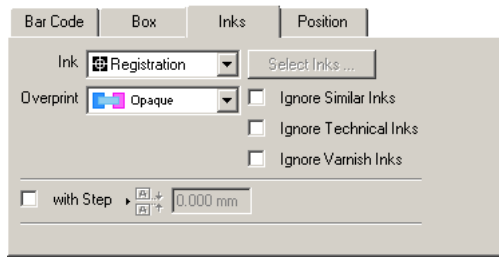 Bar Code Box Inks Position
Ink Registration Select Inks ...
Overprint Opaque Ignore Similar Inks
Ignore Technical Inks
Ignore Varnish Inks
with Step A A 0.000 mm